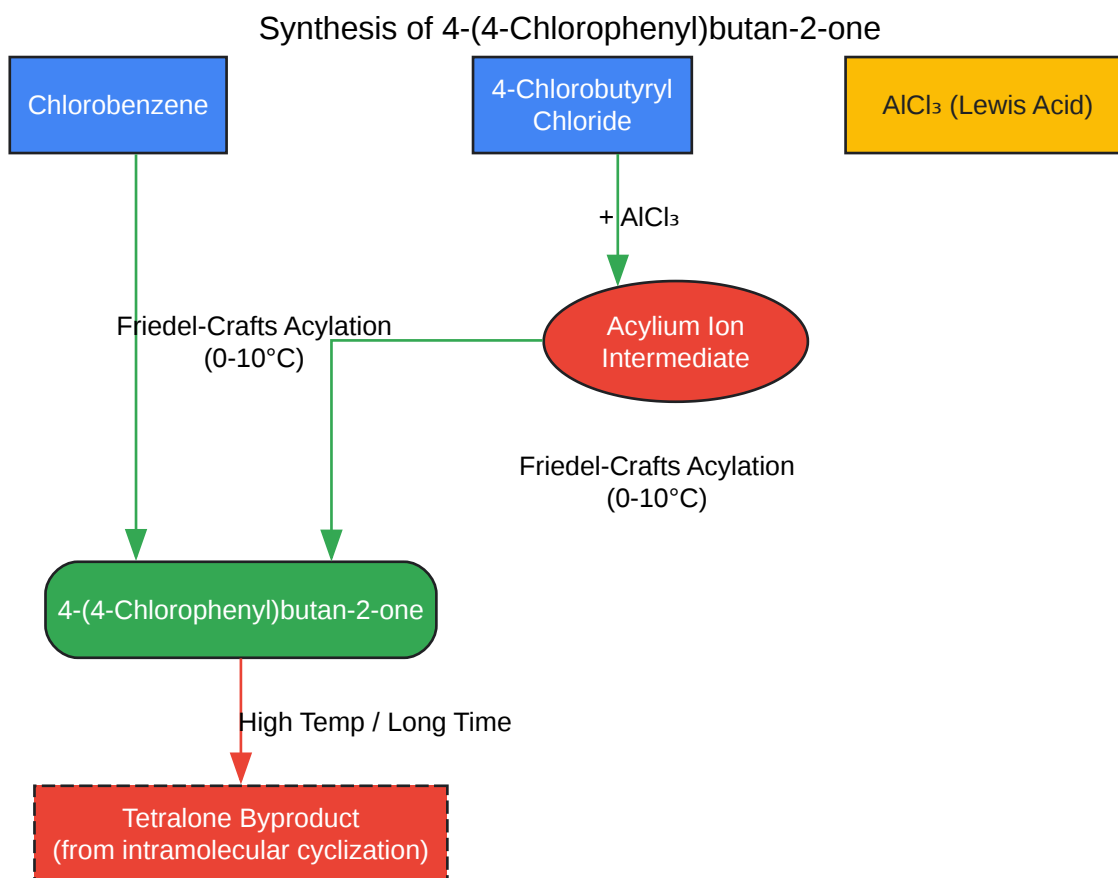 Synthesis of 4-(4-Chlorophenyl)butan-2-one
Chlorobenzene
4-Chlorobutyryl
Chloride
AlCl₃ (Lewis Acid)
+ AlCl₃
Friedel-Crafts Acylation
(0-10°C)
Acylium Ion
Intermediate
Friedel-Crafts Acylation
(0-10°C)
4-(4-Chlorophenyl)butan-2-one
High Temp / Long Time
Tetralone Byproduct
(from intramolecular cyclization)